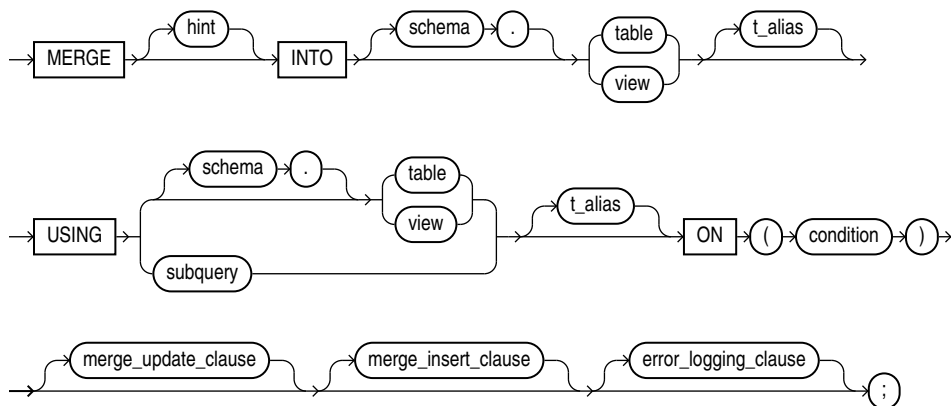 hint schema . table t_alias
MERGE INTO
view
schema . table
t_alias
USING view ON ( condition )
subquery
merge_update_clause merge_insert_clause error_logging_clause
;